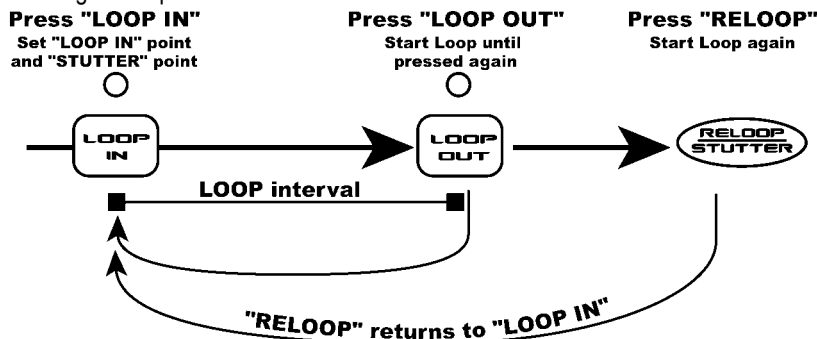 Press "LOOP IN"
Set "LOOP IN" point
and "STUTTER" point
Press "LOOP OUT"
Start Loop until
pressed again
Press "RELOOP"
Start Loop again
LOOP
IN
LOOP
OUT
RELOOP
STUTTER
LOOP interval
"RELOOP" returns to "LOOP IN"